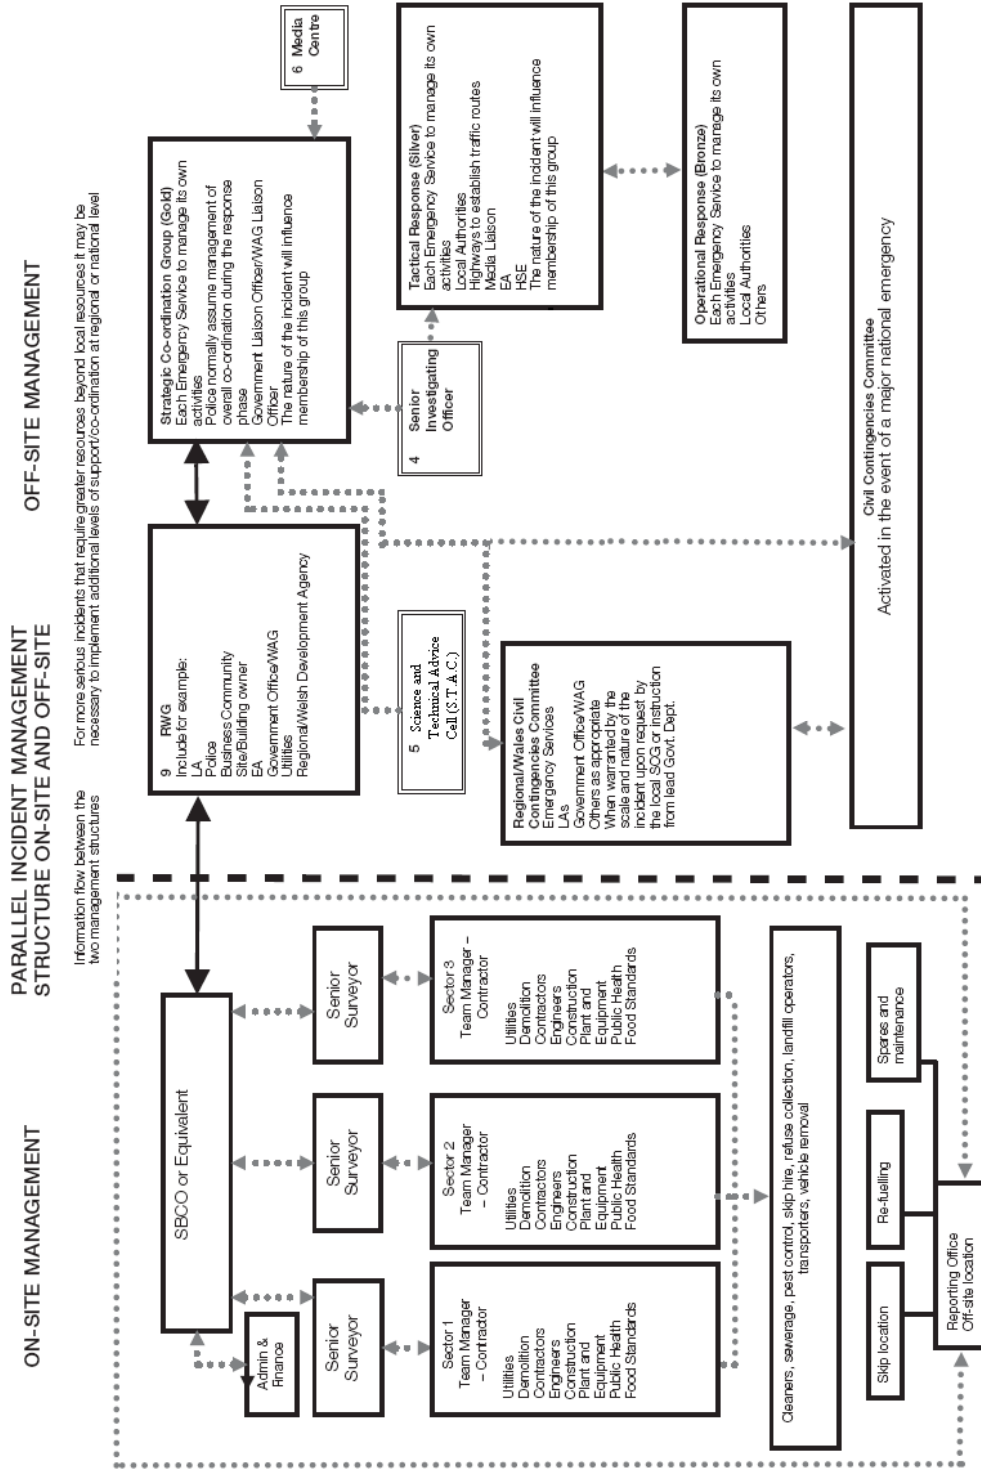 PARALLEL INCIDENT MANAGEMENT
STRUCTURE ON-SITE AND OFF-SITE
ON-SITE MANAGEMENT
OFF-SITE MANAGEMENT
Information flow between the
two management structures
For more serious incidents that require greater resources beyond local resources it may be
necessary to implement additional levels of support/co-ordination at regional or national level
SBCO or Equivalent
Admin &
Finance
Senior
Surveyor
Senior
Surveyor
Senior
Surveyor
Sector 1
Team Manager
– Contractor
Utilities
Demolition
Contractors
Engineers
Construction
Plant and
Equipment
Public Health
Food Standards
Sector 2
Team Manager
– Contractor
Utilities
Demolition
Contractors
Engineers
Construction
Plant and
Equipment
Public Health
Food Standards
Sector 3
Team Manager –
Contractor
Utilities
Demolition
Contractors
Engineers
Construction
Plant and
Equipment
Public Health
Food Standards
Cleaners, sewerage, pest control, skip hire, refuse collection, landfill operators,
transporters, vehicle removal
Skip location
Re-fuelling
Spares and
maintenance
Reporting Office
Off-site location
9 RWG
Include for example:
LA
Police
Business Community
Site/Building owner
EA
Government Office/WAG
Utilities
Regional/Welsh Development Agency
Strategic Co-ordination Group (Gold)
Each Emergency Service to manage its own
activities
Police normally assume management of
overall co-ordination during the response
phase
Government Liaison Officer/WAG Liaison
Officer
The nature of the incident will influence
membership of this group
6 Media
Centre
5 Science and
Technical Advice
Cell (S.T.A.C.)
4 Senior
Investigating
Officer
Tactical Response (Silver)
Each Emergency Service to manage its own
activities
Local Authorities
Highways to establish traffic routes
Media Liaison
EA
HSE
The nature of the incident will influence
membership of this group
Regional/Wales Civil
Contingencies Committee
Emergency Services
LAs
Government Office/WAG
Others as appropriate
When warranted by the
scale and nature of the
incident upon request by
the local SOG or instruction
from lead Govt. Dept.
Operational Response (Bronze)
Each Emergency Service to manage its own
activities
Local Authorities
Others
Civil Contingencies Committee
Activated in the event of a major national emergency